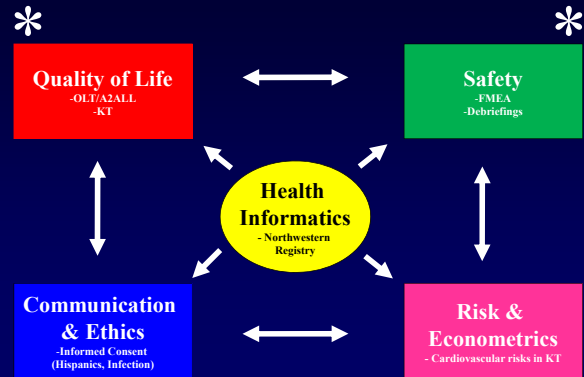 * *
Quality of Life
-OLT/A2ALL
-KT
Safety
-FMEA
-Debriefings
Health
Informatics
- Northwestern
Registry
Communication
& Ethics
-Informed Consent
(Hispanics, Infection)
Risk &
Econometrics
- Cardiovascular risks in KT